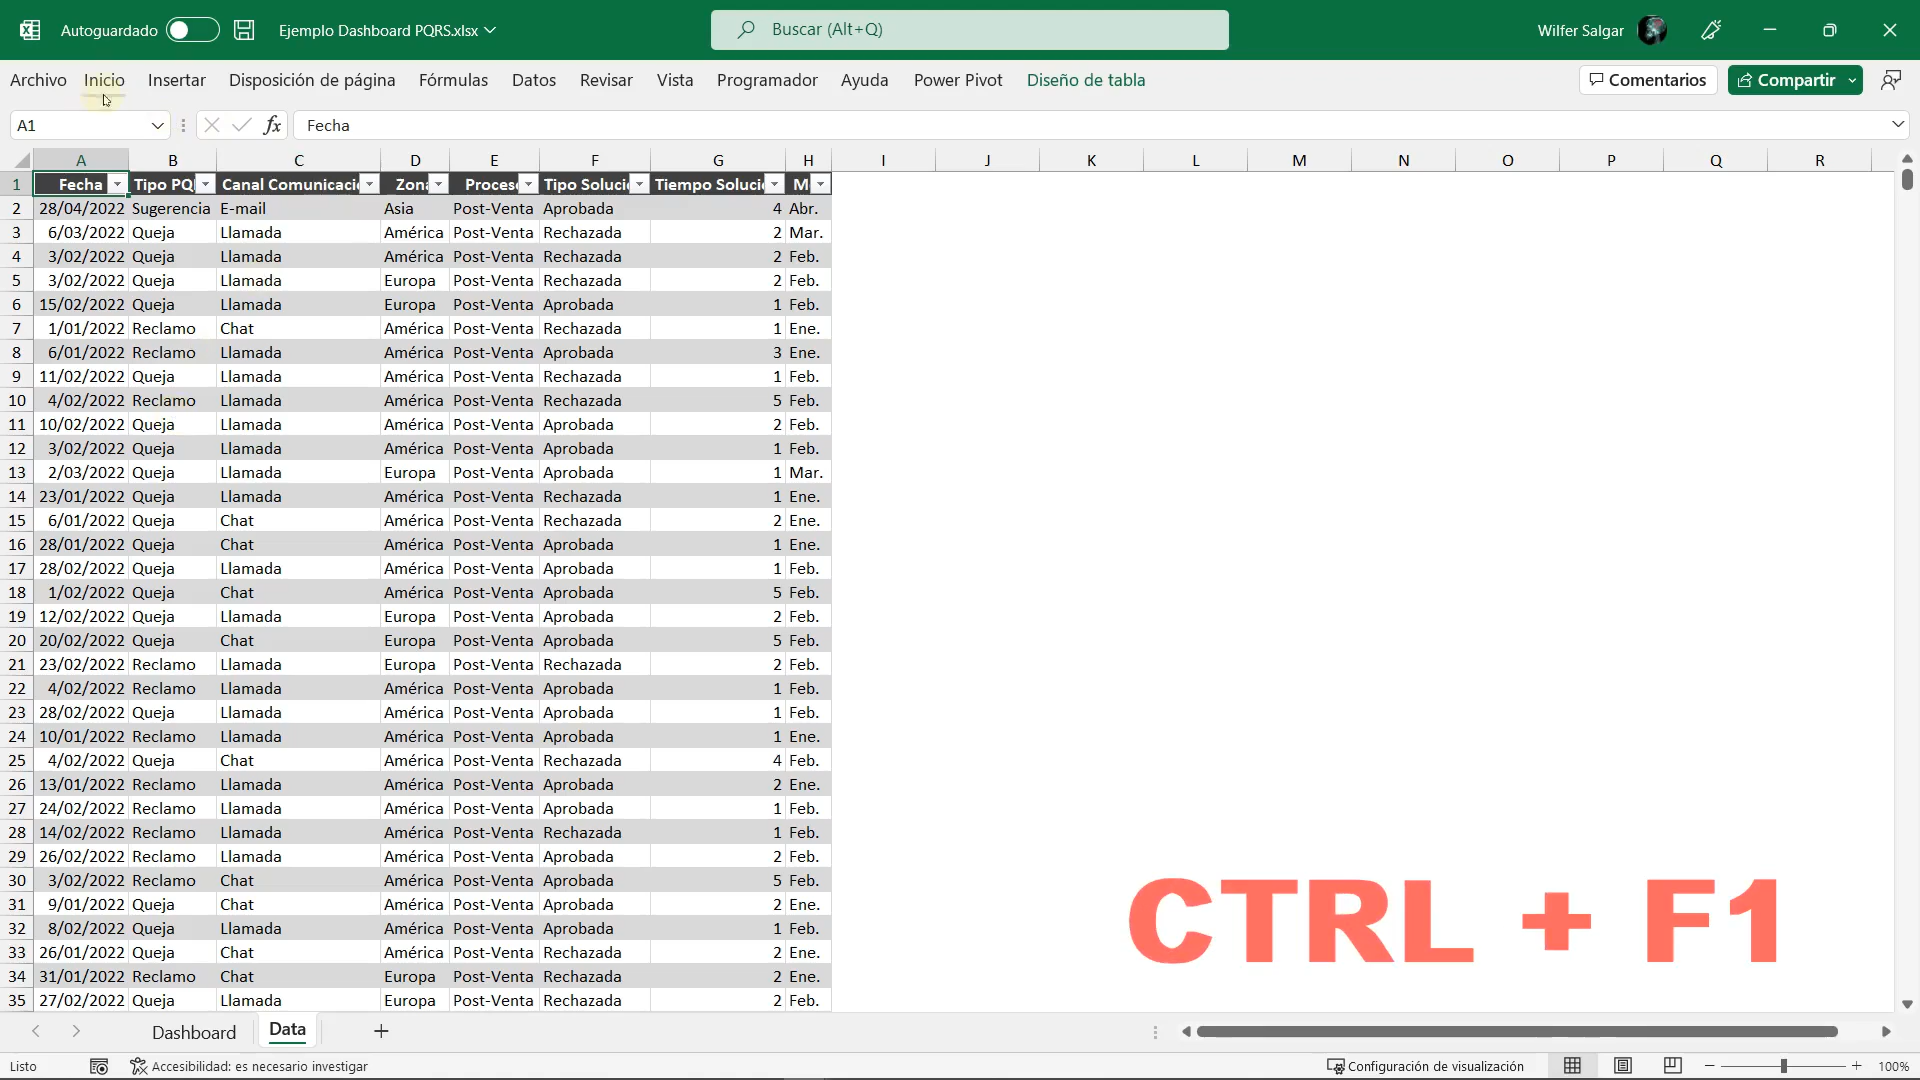 Autoguardado Ejemplo Dashboard PQRS.xlsx Buscar (Alt+Q) Wilfer Salgar
Archivo Inicio Insertar Disposición de página Fórmulas Datos Revisar Vista Programador Ayuda Power Pivot Diseño de tabla Comentarios Compartir
A1 fx Fecha
A B C D E F G H I J K L M N O P Q R
1 Fecha Tipo PQ Canal Comunicaci Zon Proces Tipo Soluci Tiempo Soluci M
2 28/04/2022 Sugerencia E-mail Asia Post-Venta Aprobada 4 Abr.
3 6/03/2022 Queja Llamada América Post-Venta Rechazada 2 Mar.
4 3/02/2022 Queja Llamada América Post-Venta Rechazada 2 Feb.
5 3/02/2022 Queja Llamada Europa Post-Venta Rechazada 2 Feb.
6 15/02/2022 Queja Llamada Europa Post-Venta Aprobada 1 Feb.
7 1/01/2022 Reclamo Chat América Post-Venta Rechazada 1 Ene.
8 6/01/2022 Reclamo Llamada América Post-Venta Aprobada 3 Ene.
9 11/02/2022 Queja Llamada América Post-Venta Rechazada 1 Feb.
10 4/02/2022 Reclamo Llamada América Post-Venta Rechazada 5 Feb.
11 10/02/2022 Queja Llamada América Post-Venta Aprobada 2 Feb.
12 3/02/2022 Queja Llamada América Post-Venta Aprobada 1 Feb.
13 2/03/2022 Queja Llamada Europa Post-Venta Aprobada 1 Mar.
14 23/01/2022 Queja Llamada América Post-Venta Rechazada 1 Ene.
15 6/01/2022 Queja Chat América Post-Venta Rechazada 2 Ene.
16 28/01/2022 Queja Chat América Post-Venta Aprobada 1 Ene.
17 28/02/2022 Queja Llamada América Post-Venta Aprobada 1 Feb.
18 1/02/2022 Queja Chat América Post-Venta Aprobada 5 Feb.
19 12/02/2022 Queja Llamada Europa Post-Venta Aprobada 2 Feb.
20 20/02/2022 Queja Chat Europa Post-Venta Aprobada 5 Feb.
21 23/02/2022 Reclamo Llamada Europa Post-Venta Rechazada 2 Feb.
22 4/02/2022 Reclamo Llamada América Post-Venta Aprobada 1 Feb.
23 28/02/2022 Queja Llamada América Post-Venta Aprobada 1 Feb.
24 10/01/2022 Reclamo Llamada América Post-Venta Aprobada 1 Ene.
25 4/02/2022 Queja Chat América Post-Venta Rechazada 4 Feb.
26 13/01/2022 Reclamo Llamada América Post-Venta Aprobada 2 Ene.
27 24/02/2022 Reclamo Llamada América Post-Venta Aprobada 1 Feb.
28 14/02/2022 Reclamo Llamada América Post-Venta Rechazada 1 Feb.
29 26/02/2022 Reclamo Llamada América Post-Venta Aprobada 2 Feb.
30 3/02/2022 Reclamo Chat América Post-Venta Aprobada 5 Feb.
31 9/01/2022 Queja Chat América Post-Venta Aprobada 2 Ene.
32 8/02/2022 Queja Llamada América Post-Venta Aprobada 1 Feb.
33 26/01/2022 Queja Chat América Post-Venta Rechazada 2 Ene.
34 31/01/2022 Reclamo Chat Europa Post-Venta Rechazada 2 Ene.
35 27/02/2022 Queja Llamada Europa Post-Venta Rechazada 2 Feb.
CTRL + F1
Dashboard Data
Listo Accesibilidad: es necesario investigar Configuración de visualización 100%